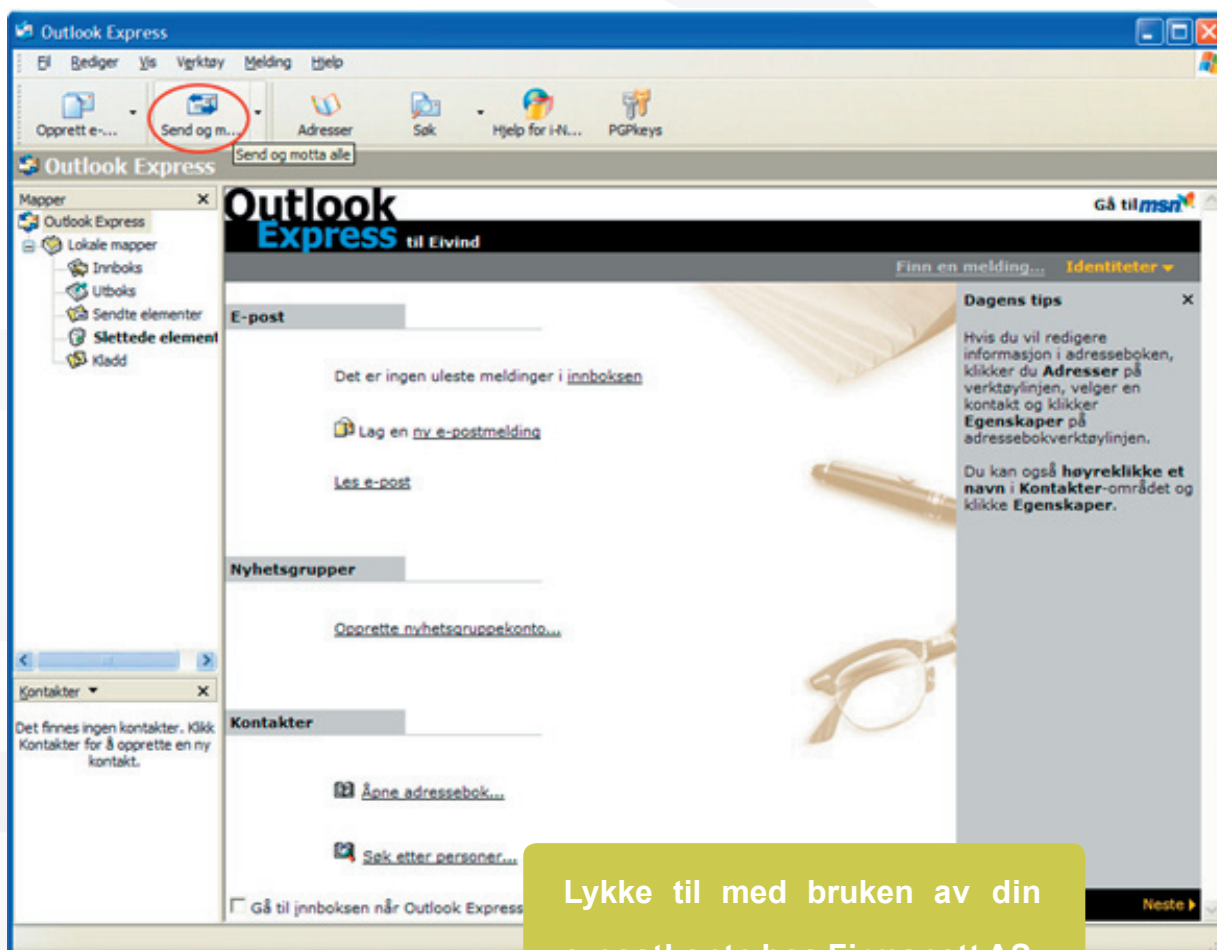 Outlook Express
Fil Rediger Vis Verktøy Melding Hjelp
Opprett e-... Send og m... Adresser Søk Hjelp for i-N... PGPkeys
Send og motta alle
Outlook Express
Mapper
Outlook Express
Lokale mapper
Innboks
Utboks
Sendte elementer
Slettede element
Kladd
Kontakter
Det finnes ingen kontakter. Klikk
Kontakter for å opprette en ny
kontakt.
Outlook
Express til Eivind
Gå til msn
Finn en melding... Identiteter
E-post
Det er ingen uleste meldinger i innboksen
Lag en ny e-postmelding
Les e-post
Nyhetsgrupper
Opprette nyhetsgruppekonto...
Kontakter
Åpne adressebok...
Søk etter personer...
Gå til innboksen når Outlook Express
Dagens tips
Hvis du vil redigere
informasjon i adresseboken,
klikker du Adresser på
verktøylinjen, velger en
kontakt og klikker
Egenskaper på
adressebokverktøylinjen.
Du kan også høyreklikke et
navn i Kontakter-området og
klikke Egenskaper.
Neste
Lykke til med bruken av din